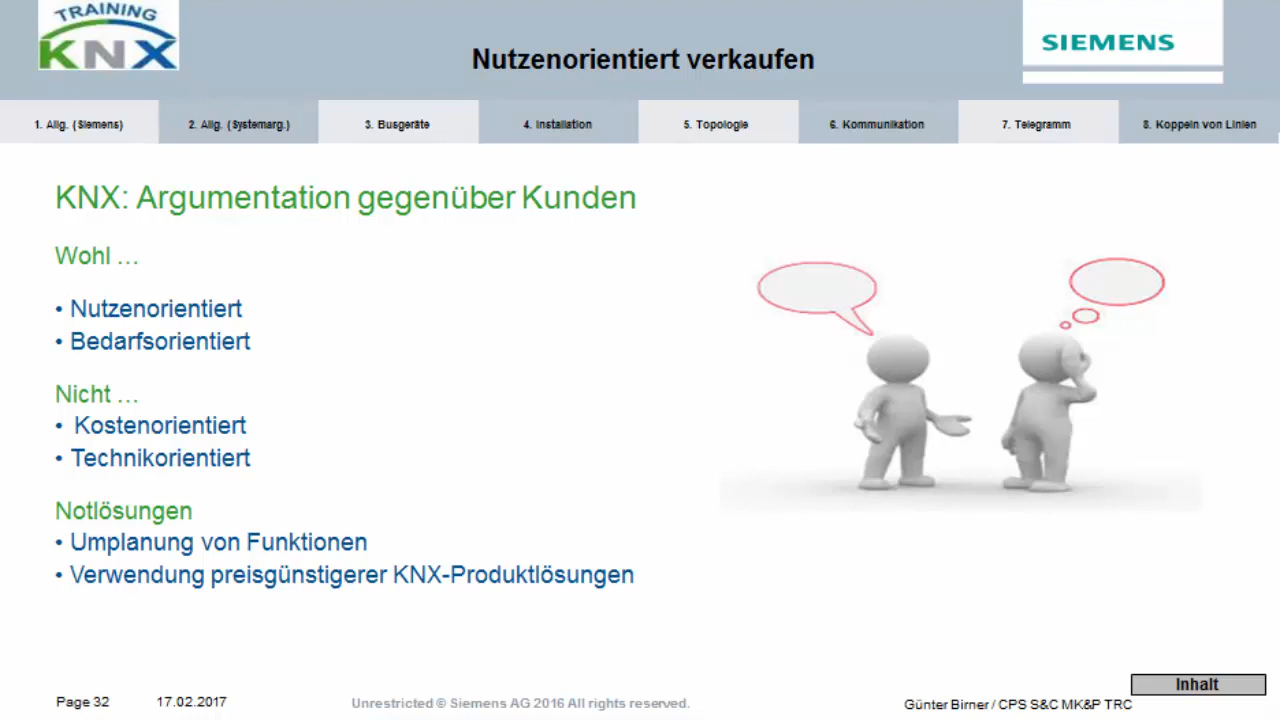 TRAINING
KNX
Nutzenorientiert verkaufen
SIEMENS
1. Allg. (Siemens)
2. Allg. (Systemarg.)
3. Busgeräte
4. Installation
5. Topologie
6. Kommunikation
7. Telegramm
8. Koppeln von Linien
KNX: Argumentation gegenüber Kunden
Wohl …
• Nutzenorientiert
• Bedarfsorientiert
Nicht …
• Kostenorientiert
• Technikorientiert
Notlösungen
• Umplanung von Funktionen
• Verwendung preisgünstigerer KNX-Produktlösungen
Inhalt
Page 32
17.02.2017
Unrestricted © Siemens AG 2016 All rights reserved.
Günter Birner / CPS S&C MK&P TRC